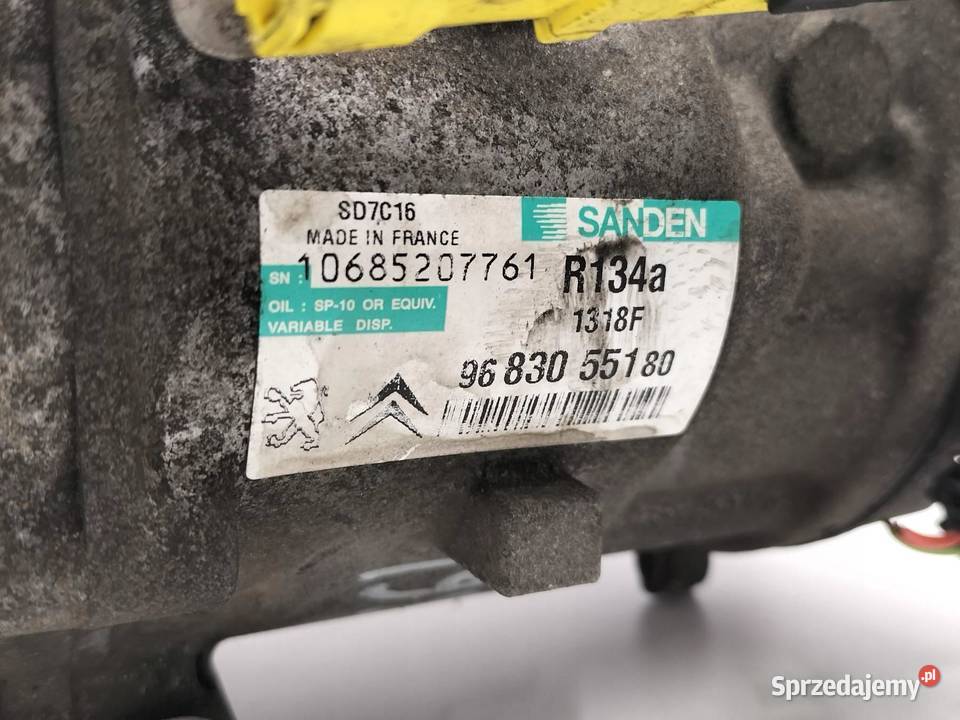 SD7C16
MADE IN FRANCE
SANDEN
SN : 10685207761
R134a
OIL : SP-10 OR EQUIV.
VARIABLE DISP.
1318F
96 830 551 80
Sprzedajemy.pl